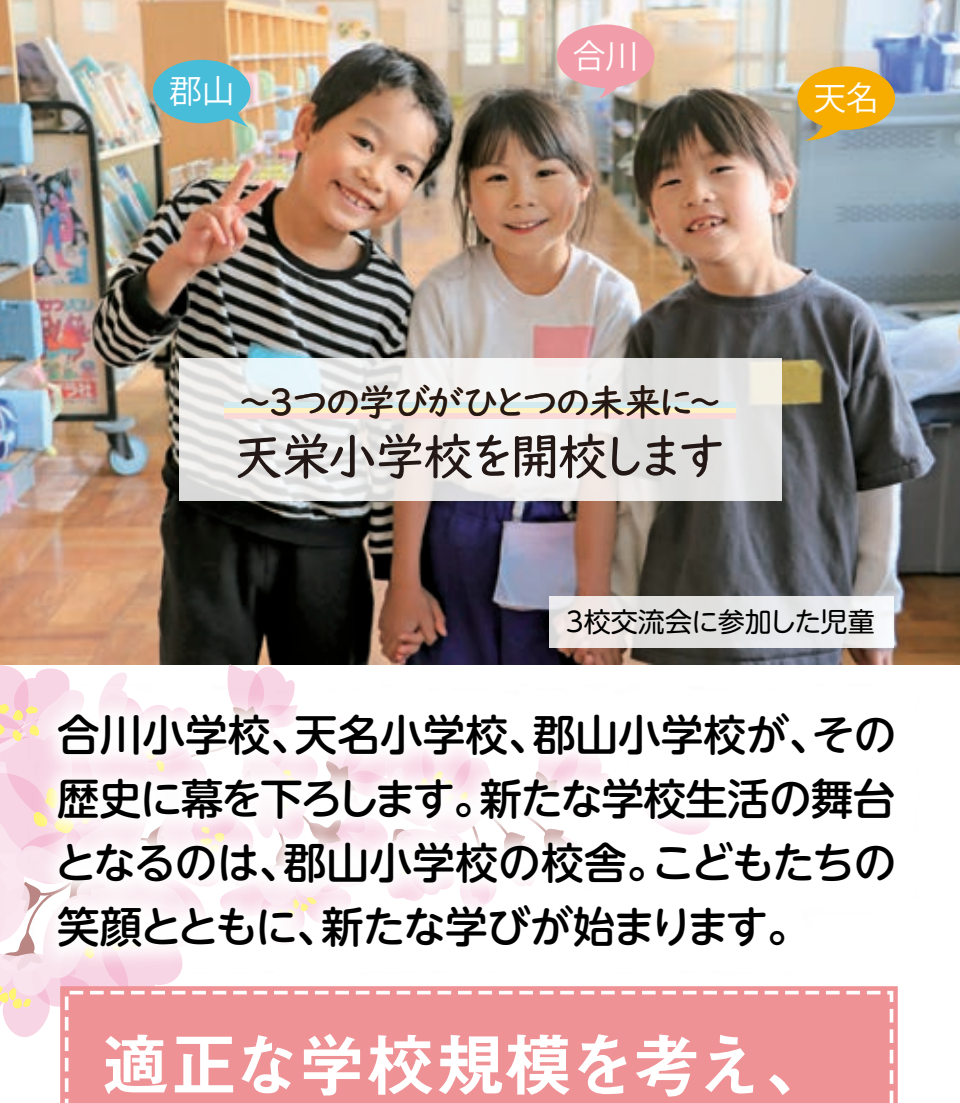 郡山
合川
天名
～3つの学びがひとつの未来に～
天栄小学校を開校します
3校交流会に参加した児童
合川小学校、天名小学校、郡山小学校が、その
歴史に幕を下ろします。新たな学校生活の舞台
となるのは、郡山小学校の校舎。こどもたちの
笑顔とともに、新たな学びが始まります。
適正な学校規模を考え、